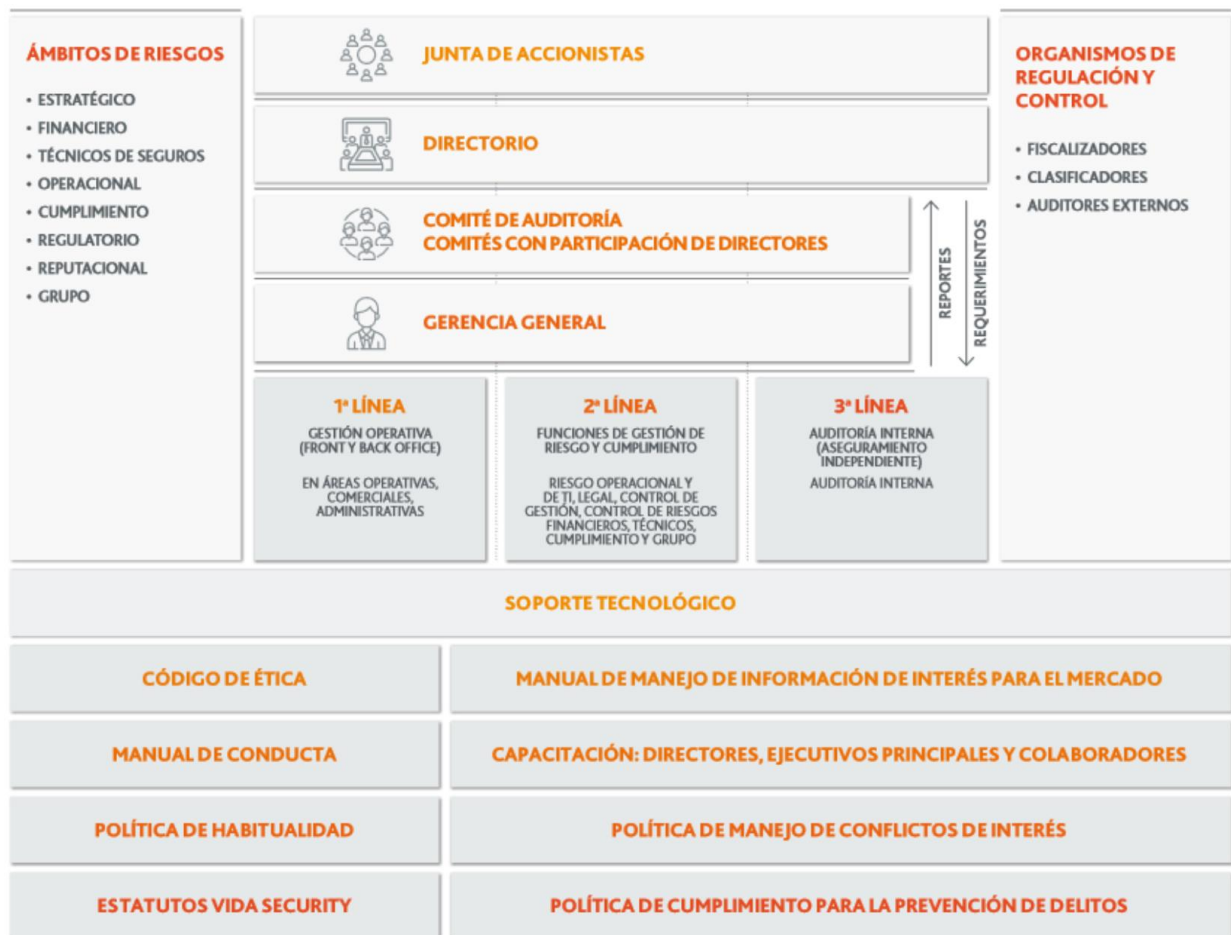 ÁMBITOS DE RIESGOS
• ESTRATÉGICO
• FINANCIERO
• TÉCNICOS DE SEGUROS
• OPERACIONAL
• CUMPLIMIENTO
• REGULATORIO
• REPUTACIONAL
• GRUPO
JUNTA DE ACCIONISTAS
DIRECTORIO
COMITÉ DE AUDITORÍA
COMITÉS CON PARTICIPACIÓN DE DIRECTORES
GERENCIA GENERAL
REPORTES
REQUERIMIENTOS
1ª LÍNEA
GESTIÓN OPERATIVA
(FRONT Y BACK OFFICE)
EN ÁREAS OPERATIVAS,
COMERCIALES,
ADMINISTRATIVAS
2ª LÍNEA
FUNCIONES DE GESTIÓN DE
RIESGO Y CUMPLIMIENTO
RIESGO OPERACIONAL Y
DE TI, LEGAL, CONTROL DE
GESTIÓN, CONTROL DE RIESGOS
FINANCIEROS, TÉCNICOS,
CUMPLIMIENTO Y GRUPO
3ª LÍNEA
AUDITORÍA INTERNA
(ASEGURAMIENTO
INDEPENDIENTE)
AUDITORÍA INTERNA
ORGANISMOS DE
REGULACIÓN Y
CONTROL
• FISCALIZADORES
• CLASIFICADORES
• AUDITORES EXTERNOS
SOPORTE TECNOLÓGICO
CÓDIGO DE ÉTICA
MANUAL DE MANEJO DE INFORMACIÓN DE INTERÉS PARA EL MERCADO
MANUAL DE CONDUCTA
CAPACITACIÓN: DIRECTORES, EJECUTIVOS PRINCIPALES Y COLABORADORES
POLÍTICA DE HABITUALIDAD
POLÍTICA DE MANEJO DE CONFLICTOS DE INTERÉS
ESTATUTOS VIDA SECURITY
POLÍTICA DE CUMPLIMIENTO PARA LA PREVENCIÓN DE DELITOS